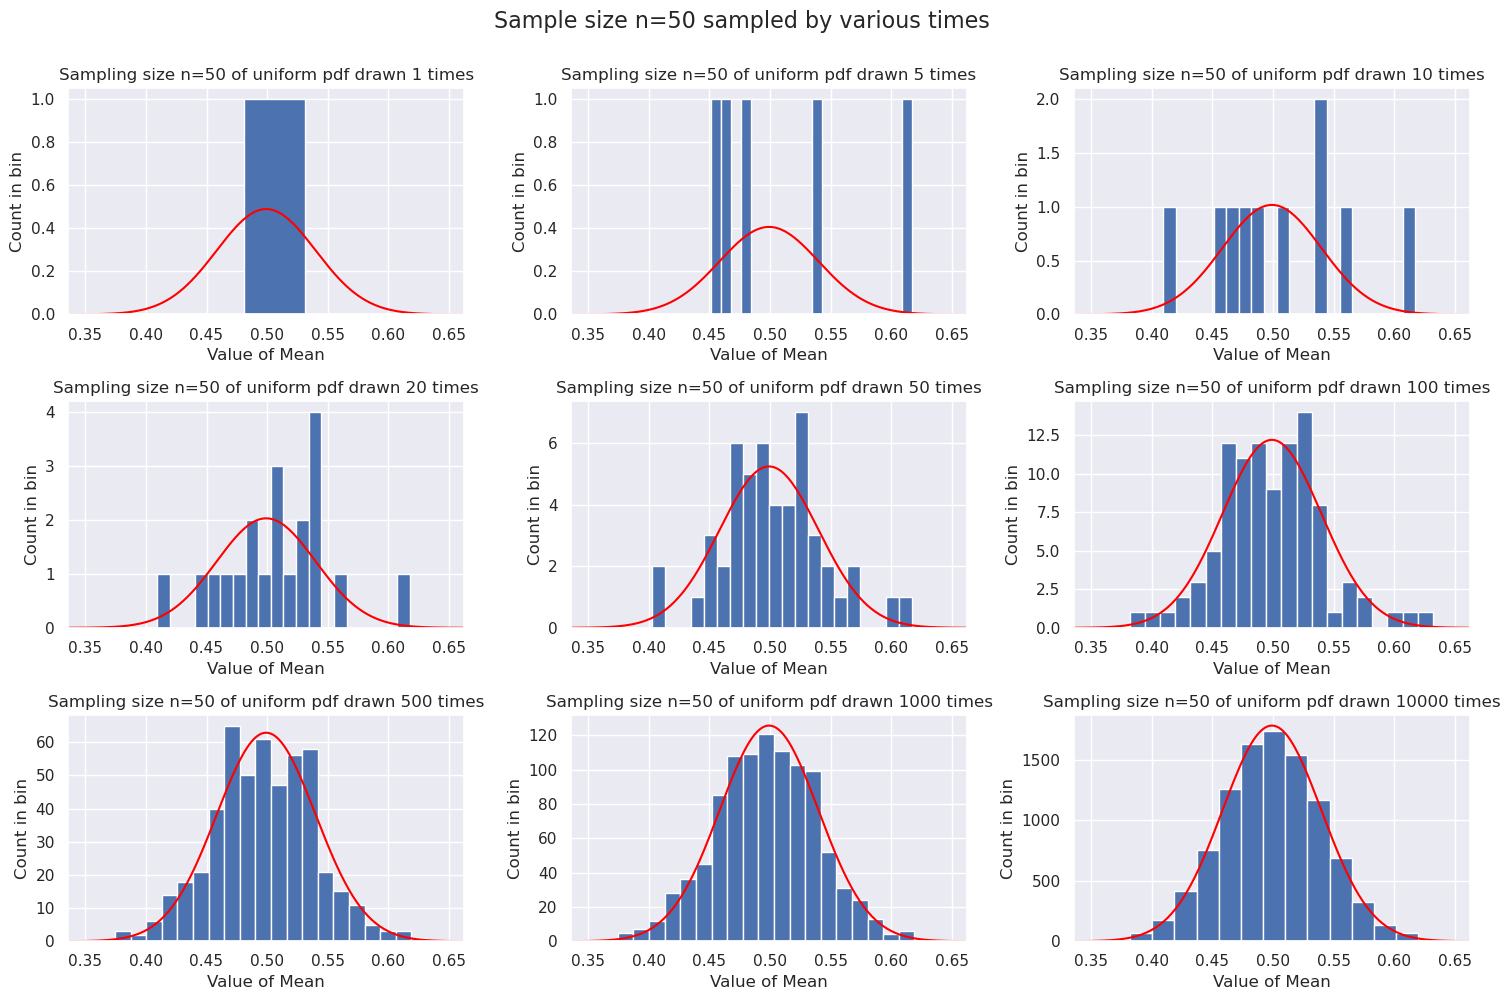 Sample size n=50 sampled by various times
Sampling size n=50 of uniform pdf drawn 1 times
1.0
0.8
0.6
0.4
0.2
0.0
Count in bin
0.35 0.40 0.45 0.50 0.55 0.60 0.65
Value of Mean
Sampling size n=50 of uniform pdf drawn 5 times
1.0
0.8
0.6
0.4
0.2
0.0
Count in bin
0.35 0.40 0.45 0.50 0.55 0.60 0.65
Value of Mean
Sampling size n=50 of uniform pdf drawn 10 times
2.0
1.5
1.0
0.5
0.0
Count in bin
0.35 0.40 0.45 0.50 0.55 0.60 0.65
Value of Mean
Sampling size n=50 of uniform pdf drawn 20 times
4
3
2
1
0
Count in bin
0.35 0.40 0.45 0.50 0.55 0.60 0.65
Value of Mean
Sampling size n=50 of uniform pdf drawn 50 times
6
4
2
0
Count in bin
0.35 0.40 0.45 0.50 0.55 0.60 0.65
Value of Mean
Sampling size n=50 of uniform pdf drawn 100 times
12.5
10.0
7.5
5.0
2.5
0.0
Count in bin
0.35 0.40 0.45 0.50 0.55 0.60 0.65
Value of Mean
Sampling size n=50 of uniform pdf drawn 500 times
60
50
40
30
20
10
0
Count in bin
0.35 0.40 0.45 0.50 0.55 0.60 0.65
Value of Mean
Sampling size n=50 of uniform pdf drawn 1000 times
120
100
80
60
40
20
0
Count in bin
0.35 0.40 0.45 0.50 0.55 0.60 0.65
Value of Mean
Sampling size n=50 of uniform pdf drawn 10000 times
1500
1000
500
0
Count in bin
0.35 0.40 0.45 0.50 0.55 0.60 0.65
Value of Mean